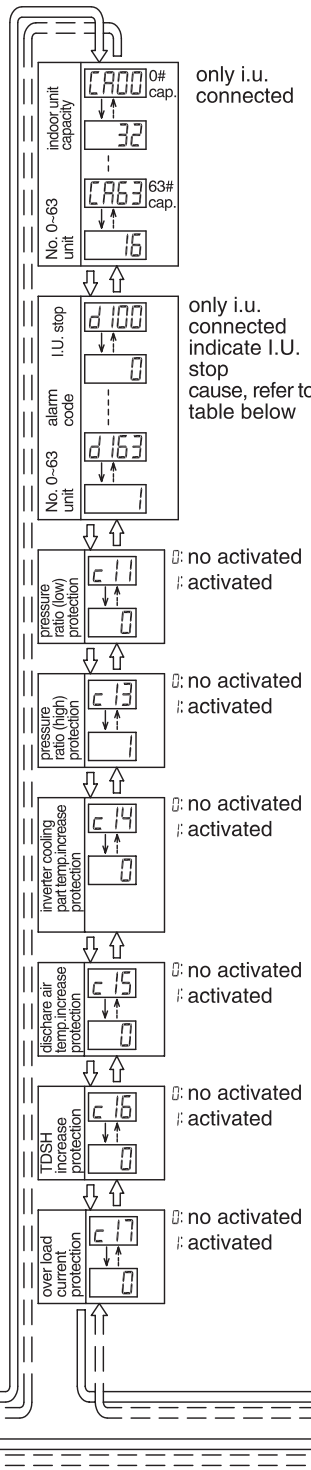 indoor unit
capacity
No. 0~63
unit
CA00
0#
cap.
32
CA63
63#
cap.
16
only i.u.
connected
I.U. stop
alarm
code
No. 0~63
unit
d100
0
d163
1
only i.u.
connected
indicate I.U.
stop
cause, refer to
table below
pressure
ratio (low)
protection
c11
0
0: no activated
1: activated
pressure
ratio (high)
protection
c13
1
0: no activated
1: activated
inverter cooling
part temp.increase
protection
c14
0
0: no activated
1: activated
dischare air
temp.increase
protection
c15
0
0: no activated
1: activated
TDSH
increase
protection
c16
0
0: no activated
1: activated
over load
current
protection
c17
0
0: no activated
1: activated